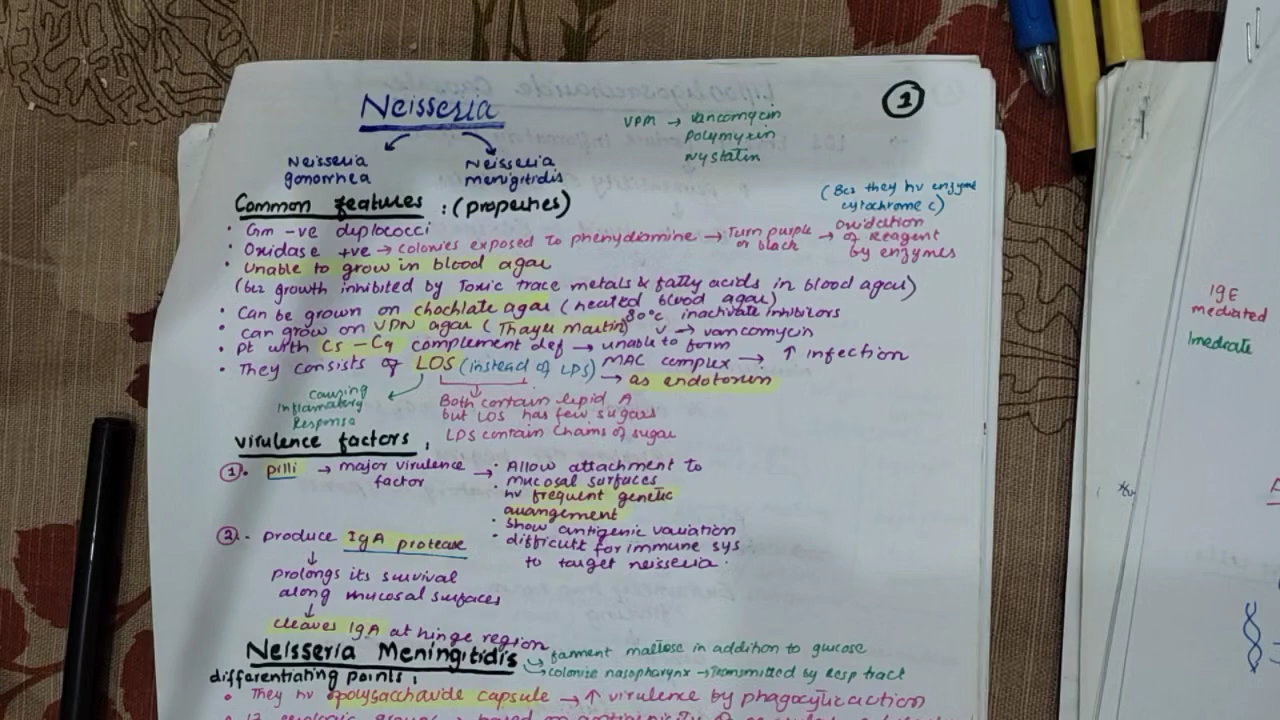 Neisseria
1
VPM → Vancomycin
Polymyxin
Nystatin
Neisseria gonorrhea
Neisseria menigitidis
Common features : (properties)
(Bcz they hv enzyme cytochrome c)
• Gm -ve diplococci
• Oxidase +ve → Colonies exposed to phenydiamine → Turn purple or black → Oxidation of Reagent by enzymes
• Unable to grow in blood agar
(bcz growth inhibited by Toxic trace metals & fatty acids in blood agar)
• Can be grown on chochlate agar (heated blood agar)
80°c inactivate inhibitors
• can grow on VPN agar (Thayer martin) V → vancomycin
• Pt with C5 - C9 complement def → unable to form MAC complex → ↑ infection
• They consists of LOS (instead of LPS) → as endotoxin
Causing Inflamatory Response
Both contain lipid A
but LOS has few sugars
LDS contain Chains of sugar
Virulence factors :
①. pilli → major virulence factor → • Allow attachment to
• mucosal surfaces
hv frequent genetic
arrangement
• Show antigenic variation
• difficult for immune sys
to target neisseria.
②. produce IgA protease
↓
prolongs its survival
along mucosal surfaces
↓
cleaves IgA at hinge region
Neisseria Meningitidis → farment maltose in addition to glucose
→ colonize nasopharynx → Transmitted by resp tract
differentiating points :
• They hv polysaccharide capsule → ↑ virulence by phagocytic action
IgE
mediated
Imedrate